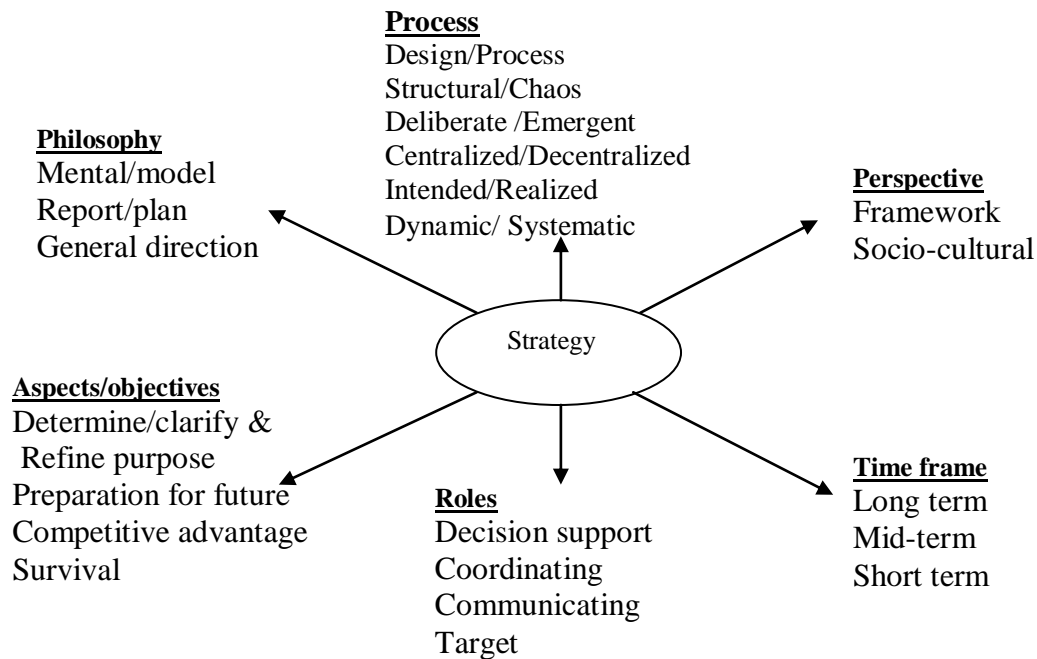 Process
Design/Process
Structural/Chaos
Deliberate /Emergent
Centralized/Decentralized
Intended/Realized
Dynamic/ Systematic
Philosophy
Mental/model
Report/plan
General direction
Perspective
Framework
Socio-cultural
Strategy
Aspects/objectives
Determine/clarify &
Refine purpose
Preparation for future
Competitive advantage
Survival
Roles
Decision support
Coordinating
Communicating
Target
Time frame
Long term
Mid-term
Short term